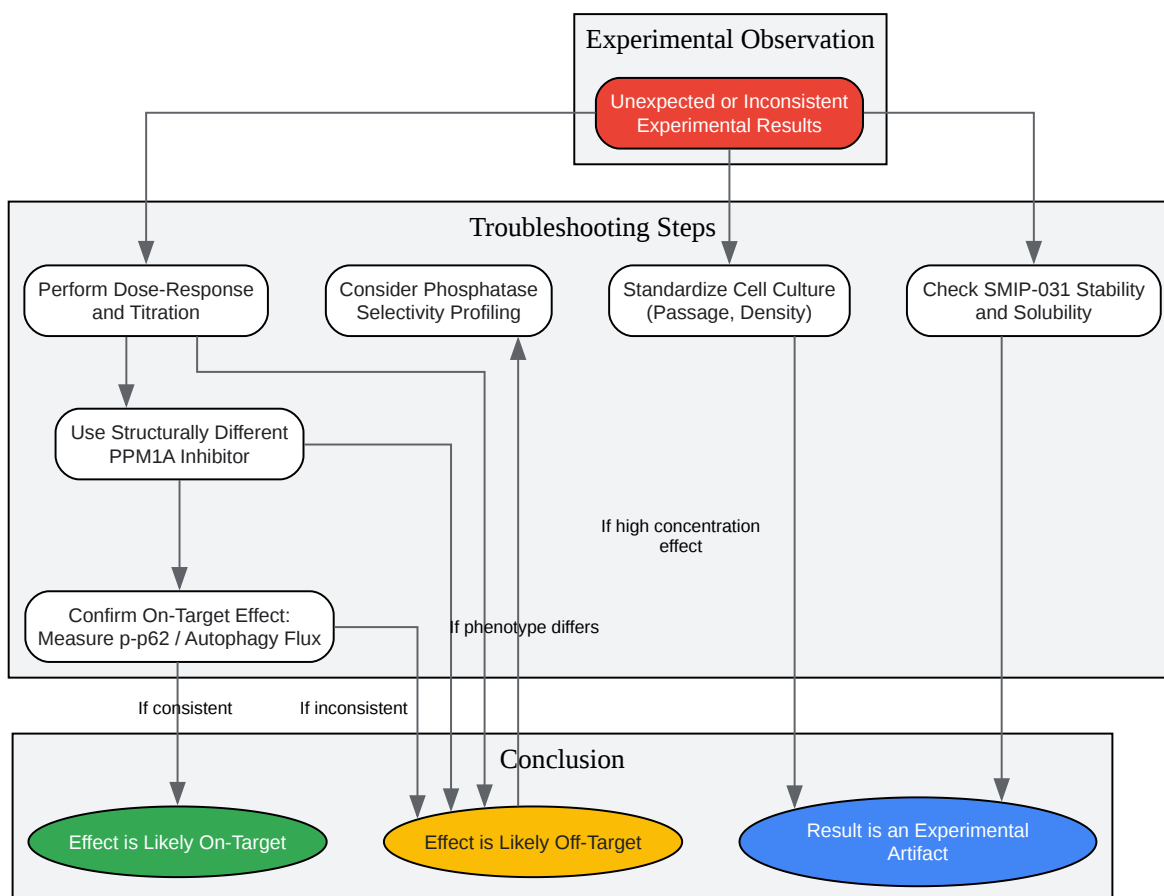 Experimental Observation
Unexpected or Inconsistent
Experimental Results
Troubleshooting Steps
Perform Dose-Response
and Titration
Consider Phosphatase
Selectivity Profiling
Standardize Cell Culture
(Passage, Density)
Check SMIP-031 Stability
and Solubility
Use Structurally Different
PPM1A Inhibitor
If high concentration
effect
Confirm On-Target Effect:
Measure p-p62 / Autophagy Flux
If phenotype differs
If consistent
If inconsistent
Conclusion
Effect is Likely On-Target
Effect is Likely Off-Target
Result is an Experimental
Artifact